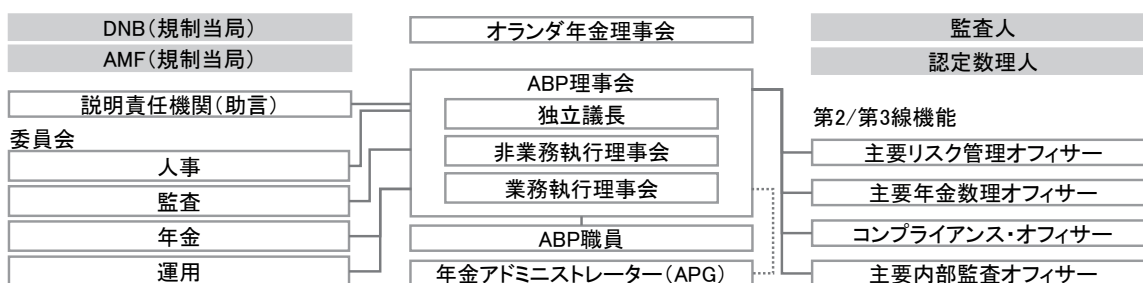 DNB（規制当局）
AMF（規制当局）
説明責任機関（助言）
委員会
人事
監査
年金
運用
オランダ年金理事会
ABP理事会
独立議長
非業務執行理事会
業務執行理事会
ABP職員
年金アドミニストレーター（APG）
監査人
認定数理人
第2/第3線機能
主要リスク管理オフィサー
主要年金数理オフィサー
コンプライアンス・オフィサー
主要内部監査オフィサー